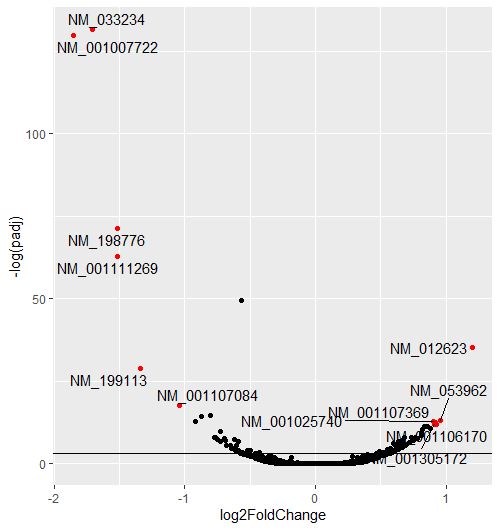 NM_033234
NM_001007722
100
NM_198776
NM_001111269
-log(padj)
50
NM_012623
NM_199113
NM_001107084
NM_053962
NM_001107369
NM_001025740
NM_001106170
NM_001305172
0
-2
-1
0
1
log2FoldChange